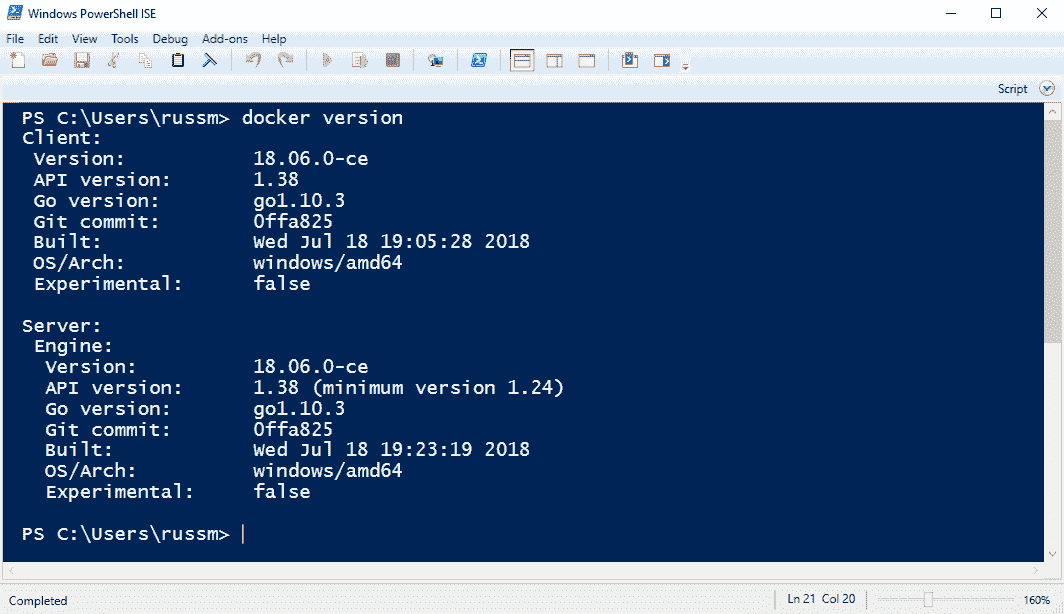 Windows PowerShell ISE
File Edit View Tools Debug Add-ons Help
Script
PS C:\Users\russm> docker version
Client:
 Version:           18.06.0-ce
 API version:       1.38
 Go version:        go1.10.3
 Git commit:        0ffa825
 Built:             Wed Jul 18 19:05:28 2018
 OS/Arch:           windows/amd64
 Experimental:      false
Server:
 Engine:
  Version:          18.06.0-ce
  API version:      1.38 (minimum version 1.24)
  Go version:       go1.10.3
  Git commit:       0ffa825
  Built:            Wed Jul 18 19:23:19 2018
  OS/Arch:          windows/amd64
  Experimental:     false
PS C:\Users\russm>
Completed Ln 21 Col 20 160%